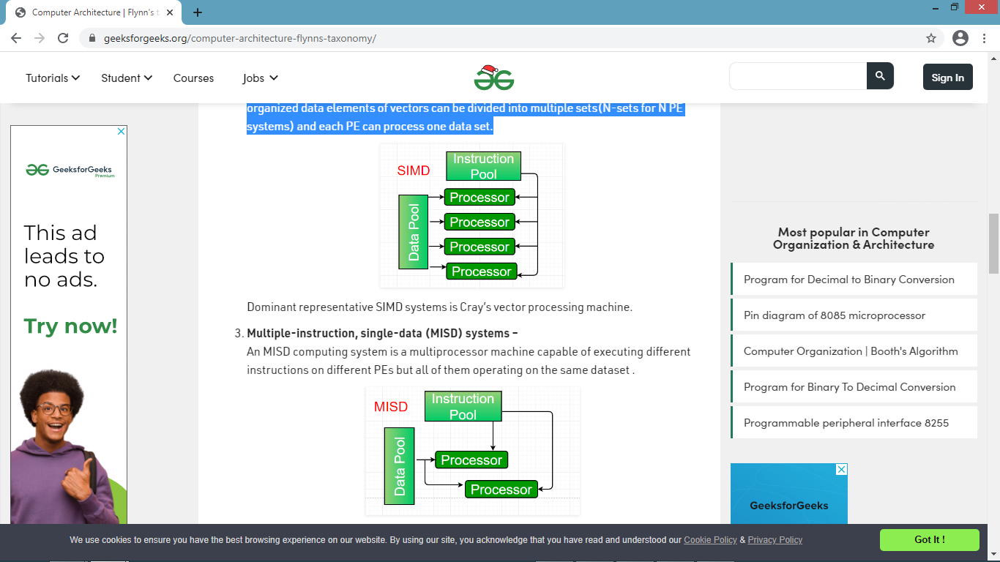 Computer Architecture | Flynn's t
geeksforgeeks.org/computer-architecture-flynns-taxonomy/
Tutorials
Student
Courses
Jobs
Sign In
organized data elements of vectors can be divided into multiple sets(N-sets for N PE
systems) and each PE can process one data set.
SIMD
Instruction
Pool
Data Pool
Processor
Processor
Processor
Processor
Dominant representative SIMD systems is Cray's vector processing machine.
3. Multiple-instruction, single-data (MISD) systems –
An MISD computing system is a multiprocessor machine capable of executing different
instructions on different PEs but all of them operating on the same dataset .
MISD
Instruction
Pool
Data Pool
Processor
Processor
GeeksforGeeks
Premium
This ad
leads to
no ads.
Try now!
Most popular in Computer
Organization & Architecture
Program for Decimal to Binary Conversion
Pin diagram of 8085 microprocessor
Computer Organization | Booth's Algorithm
Program for Binary To Decimal Conversion
Programmable peripheral interface 8255
GeeksforGeeks
We use cookies to ensure you have the best browsing experience on our website. By using our site, you acknowledge that you have read and understood our Cookie Policy & Privacy Policy
Got It !